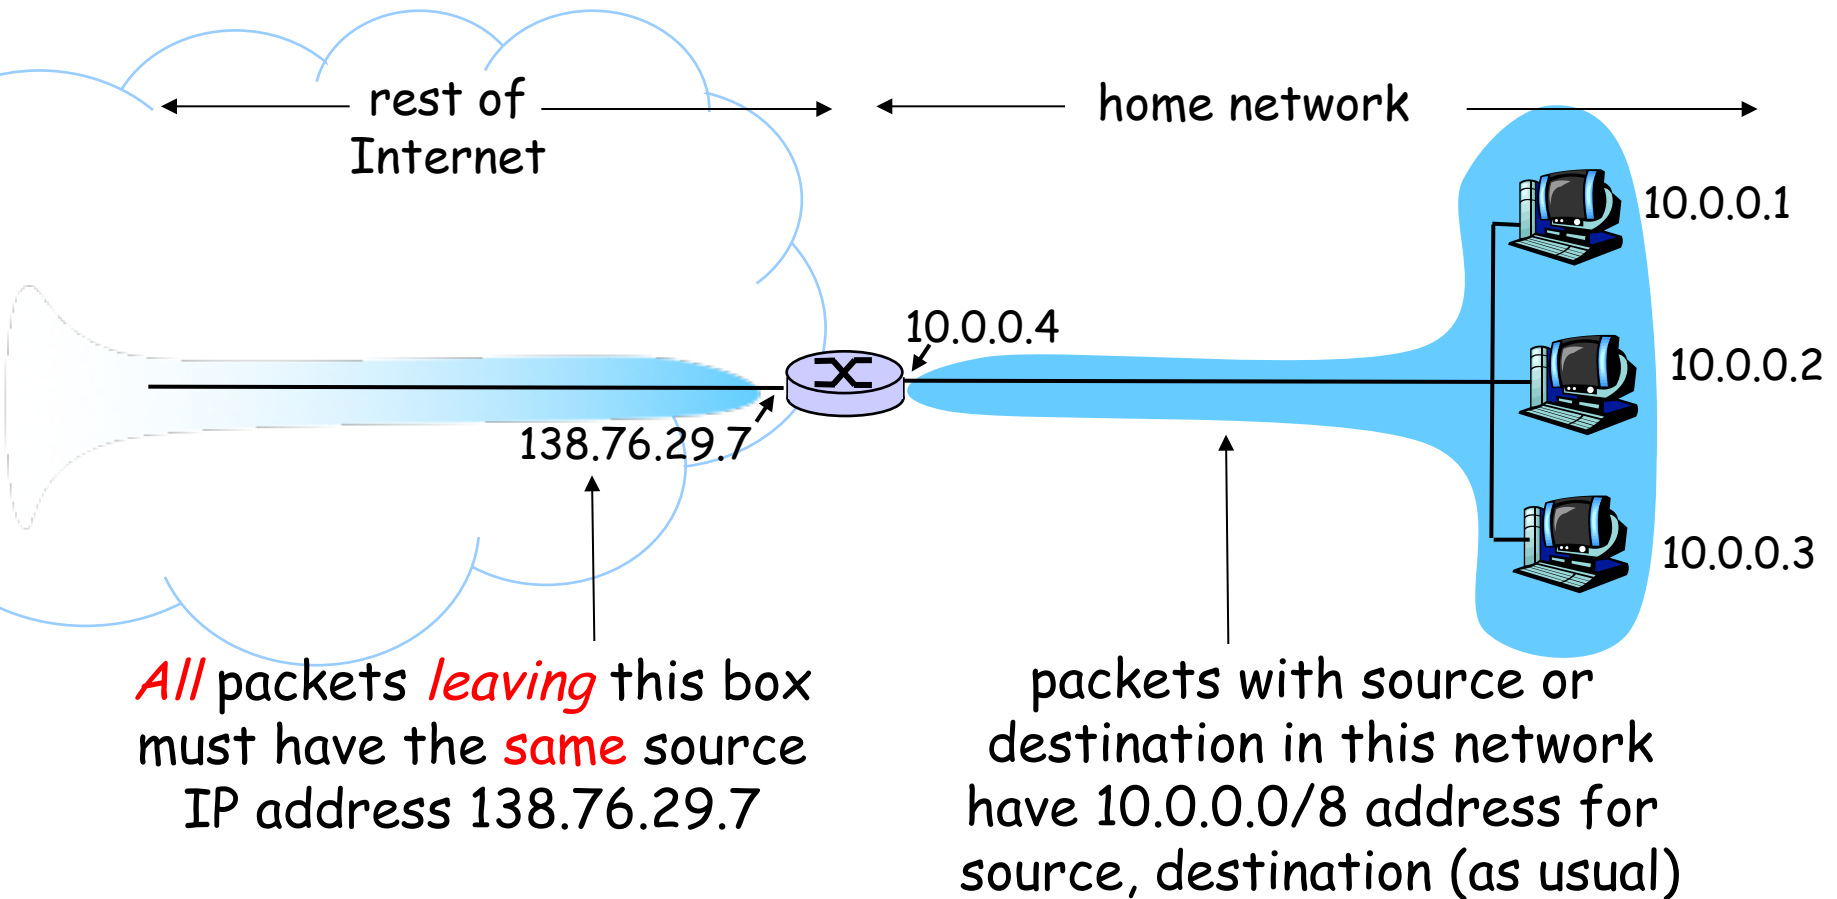 rest of
Internet
home network
10.0.0.1
10.0.0.4
10.0.0.2
138.76.29.7
10.0.0.3
All packets leaving this box
must have the same source
IP address 138.76.29.7
packets with source or
destination in this network
have 10.0.0.0/8 address for
source, destination (as usual)